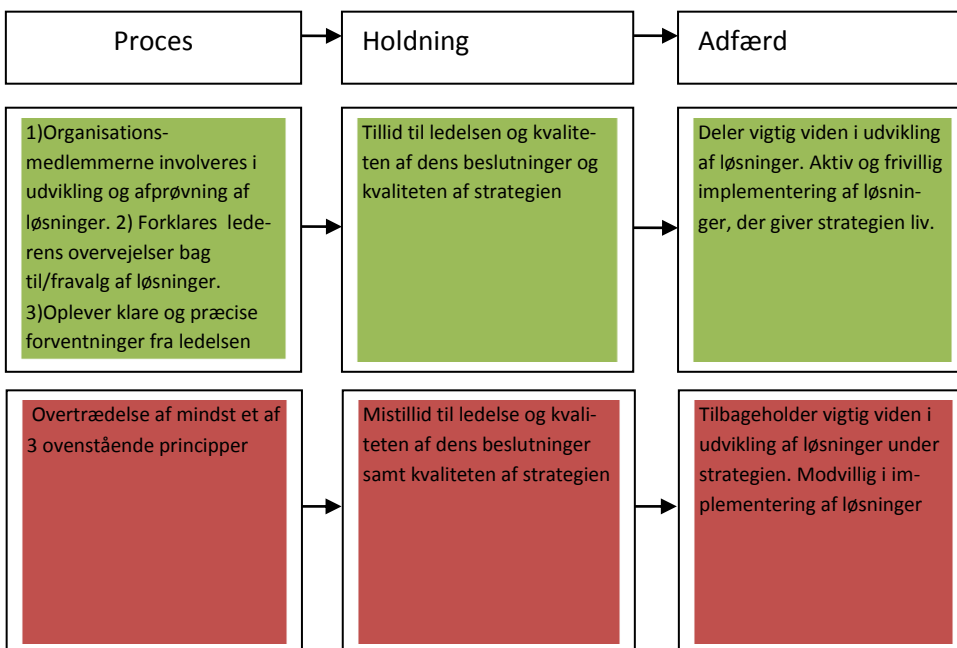 Proces
Holdning
Adfærd
1)Organisations-
medlemmerne involveres i
udvikling og afprøvning af
løsninger. 2) Forklares lede-
rens overvejelser bag
til/fravalg af løsninger.
3)Oplever klare og præcise
forventninger fra ledelsen
Tillid til ledelsen og kvalite-
ten af dens beslutninger og
kvaliteten af strategien
Deler vigtig viden i udvikling
af løsninger. Aktiv og frivillig
implementering af løsnin-
ger, der giver strategien liv.
Overtrædelse af mindst et af
3 ovenstående principper
Mistillid til ledelse og kvali-
teten af dens beslutninger
samt kvaliteten af strategien
Tilbageholder vigtig viden i
udvikling af løsninger under
strategien. Modvillig i im-
plementering af løsninger